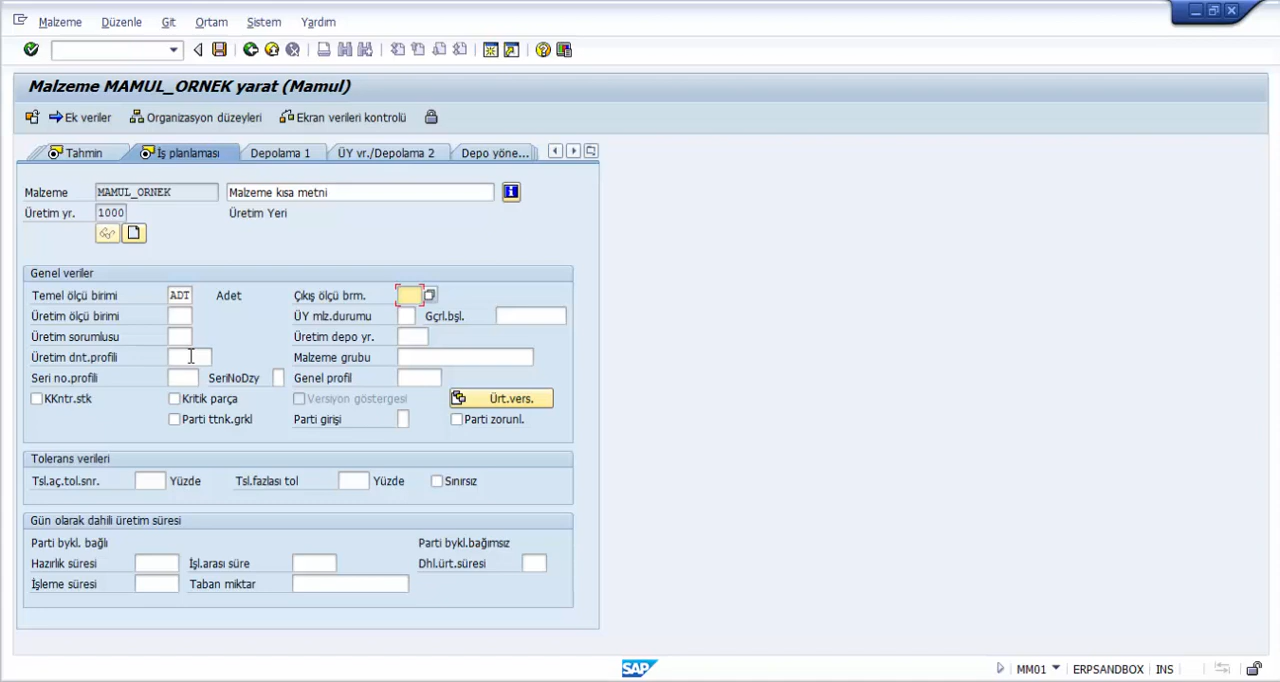 Malzeme Düzenle Git Ortam Sistem Yardım
Malzeme MAMUL_ORNEK yarat (Mamul)
Ek veriler Organizasyon düzeyleri Ekran verileri kontrolü
Tahmin İş planlaması Depolama 1 ÜY vr./Depolama 2 Depo yöne...
Malzeme MAMUL_ORNEK Malzeme kısa metni
Üretim yr. 1000 Üretim Yeri
Genel veriler
Temel ölçü birimi ADT Adet Çıkış ölçü brm.
Üretim ölçü birimi ÜY mlz.durumu Gçrl.bşl.
Üretim sorumlusu Üretim depo yr.
Üretim dnt.profili Malzeme grubu
Seri no.profili SeriNoDzy Genel profil
KKntr.stk Kritik parça Versiyon göstergesi Ürt.vers.
Parti ttnk.grkl Parti girişi Parti zorunl.
Tolerans verileri
Tsl.aç.tol.snr. Yüzde Tsl.fazlası tol Yüzde Sınırsız
Gün olarak dahili üretim süresi
Parti bykl. bağlı Parti bykl.bağımsız
Hazırlık süresi İşl.arası süre Dhl.ürt.süresi
İşleme süresi Taban miktar
SAP MM01 ERPSANDBOX INS